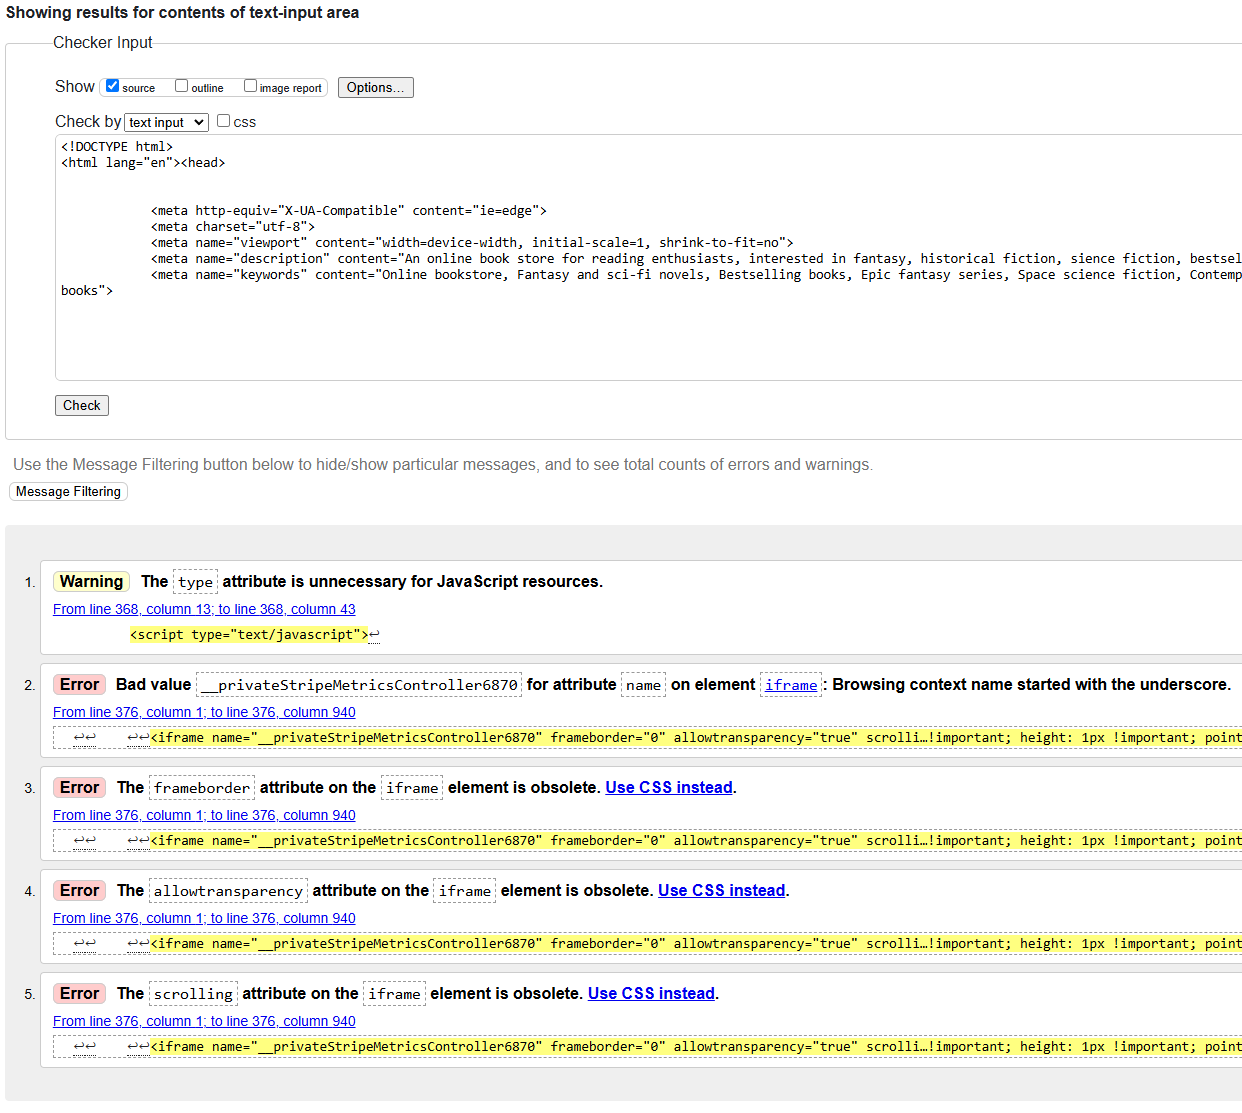 Showing results for contents of text-input area
Checker Input
Show source outline image report Options...
Check by text input css
<!DOCTYPE html>
<html lang="en"><head>
<meta http-equiv="X-UA-Compatible" content="ie=edge">
<meta charset="utf-8">
<meta name="viewport" content="width=device-width, initial-scale=1, shrink-to-fit=no">
<meta name="description" content="An online book store for reading enthusiasts, interested in fantasy, historical fiction, sience fiction, bestsel
<meta name="keywords" content="Online bookstore, Fantasy and sci-fi novels, Bestselling books, Epic fantasy series, Space science fiction, Contemp
books">
Check
Use the Message Filtering button below to hide/show particular messages, and to see total counts of errors and warnings.
Message Filtering
1. Warning The type attribute is unnecessary for JavaScript resources.
From line 368, column 13; to line 368, column 43
<script type="text/javascript">↩
2. Error Bad value __privateStripeMetricsController6870 for attribute name on element iframe: Browsing context name started with the underscore.
From line 376, column 1; to line 376, column 940
↩↩ ↩↩<iframe name="__privateStripeMetricsController6870" frameborder="0" allowtransparency="true" scrolli…!important; height: 1px !important; point
3. Error The frameborder attribute on the iframe element is obsolete. Use CSS instead.
From line 376, column 1; to line 376, column 940
↩↩ ↩↩<iframe name="__privateStripeMetricsController6870" frameborder="0" allowtransparency="true" scrolli…!important; height: 1px !important; point
4. Error The allowtransparency attribute on the iframe element is obsolete. Use CSS instead.
From line 376, column 1; to line 376, column 940
↩↩ ↩↩<iframe name="__privateStripeMetricsController6870" frameborder="0" allowtransparency="true" scrolli…!important; height: 1px !important; point
5. Error The scrolling attribute on the iframe element is obsolete. Use CSS instead.
From line 376, column 1; to line 376, column 940
↩↩ ↩↩<iframe name="__privateStripeMetricsController6870" frameborder="0" allowtransparency="true" scrolli…!important; height: 1px !important; point